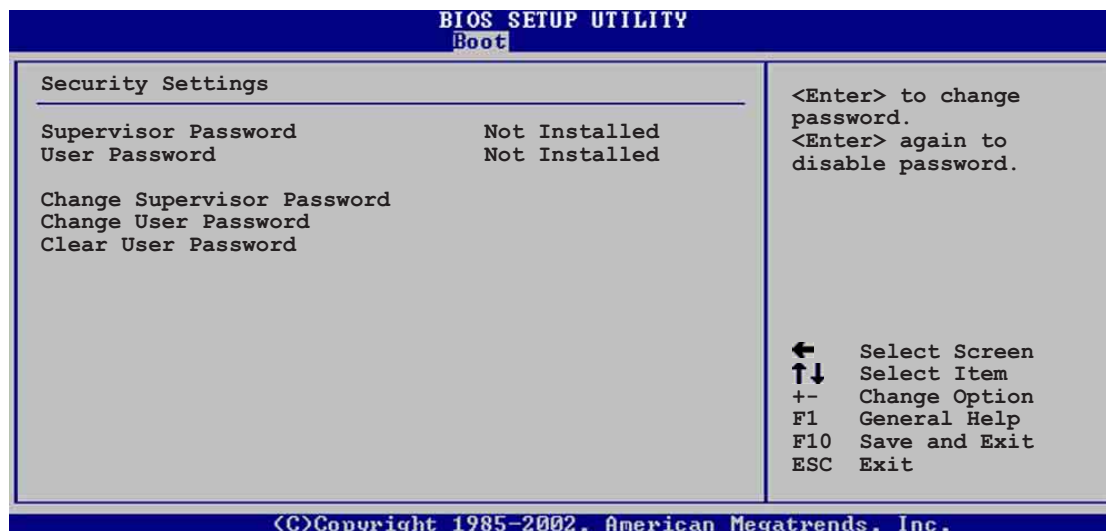 BIOS SETUP UTILITY
Boot
Security Settings
Supervisor Password Not Installed
User Password Not Installed
Change Supervisor Password
Change User Password
Clear User Password
<Enter> to change
password.
<Enter> again to
disable password.
← Select Screen
↑↓ Select Item
+- Change Option
F1 General Help
F10 Save and Exit
ESC Exit
(C)Copyright 1985-2002, American Megatrends, Inc.